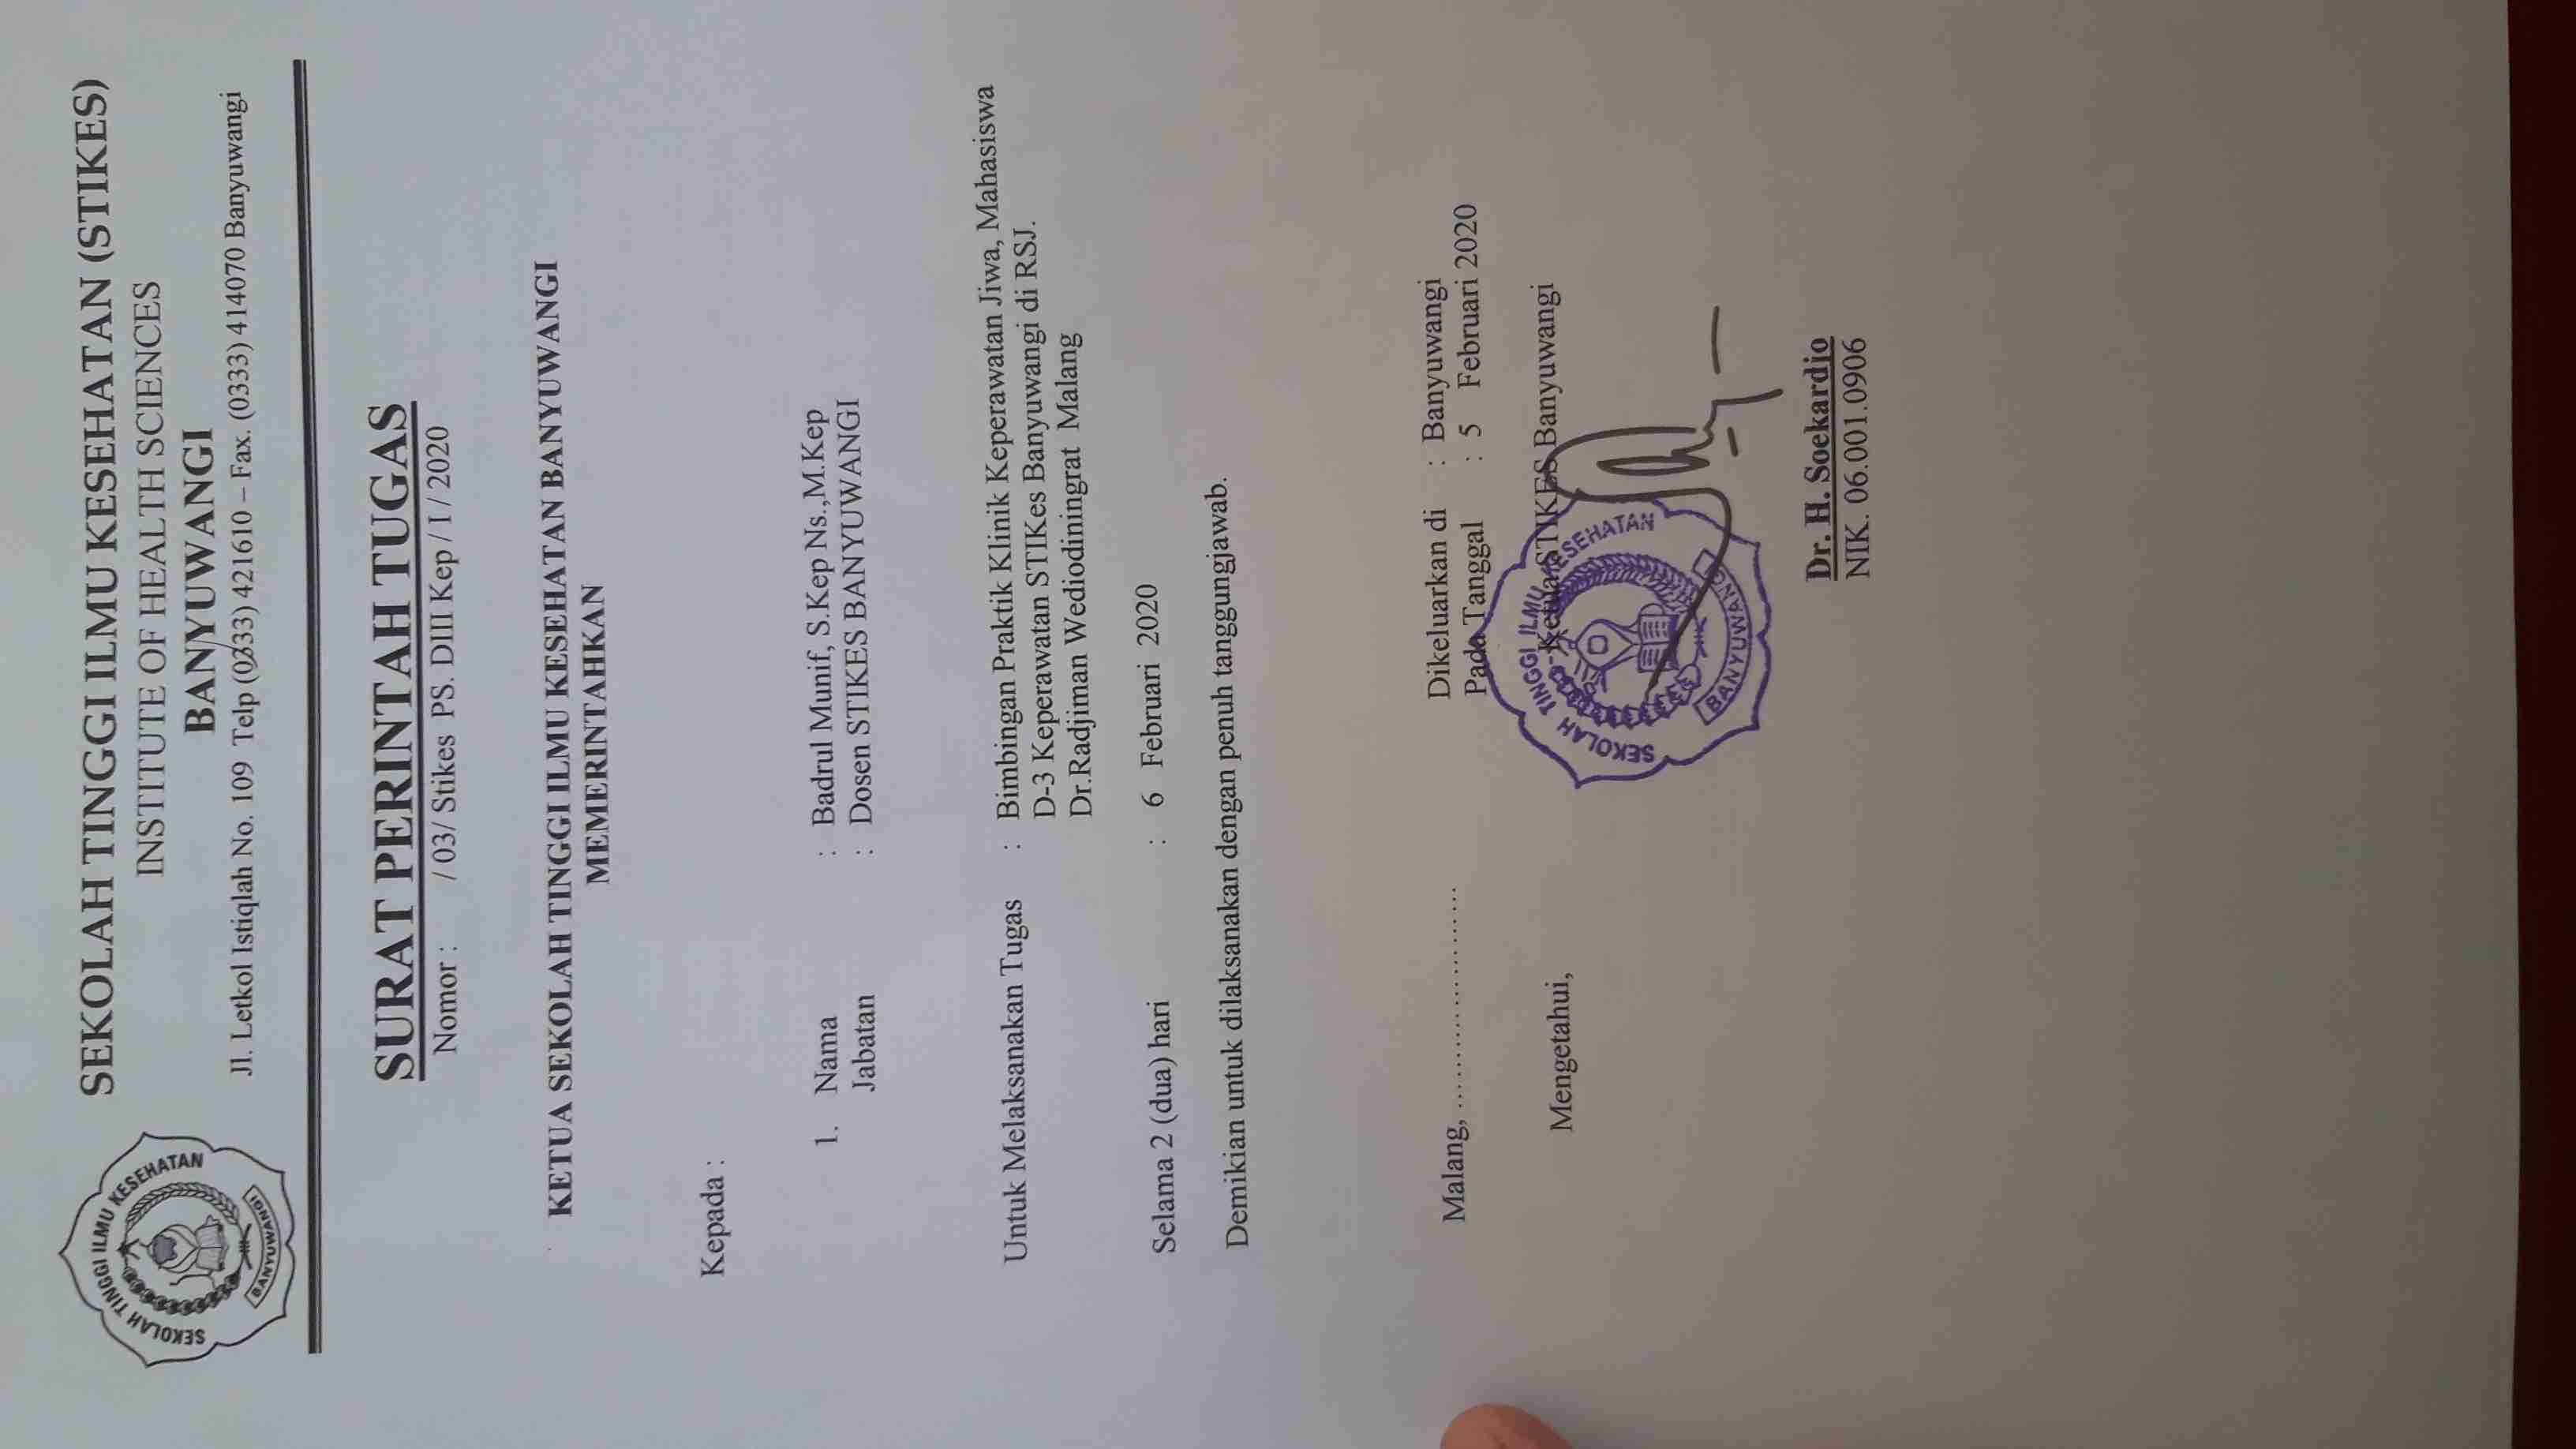 SEKOLAH TINGGI ILMU KESEHATAN
BANYUWANGI
SEKOLAH TINGGI ILMU KESEHATAN (STIKES)
INSTITUTE OF HEALTH SCIENCES
BANYUWANGI
Jl. Letkol Istiqlah No. 109 Telp (0333) 421610 – Fax. (0333) 414070 Banyuwangi
SURAT PERINTAH TUGAS
Nomor : / 03/ Stikes PS. DIII Kep / I / 2020
KETUA SEKOLAH TINGGI ILMU KESEHATAN BANYUWANGI
MEMERINTAHKAN
Kepada :
1. Nama : Badrul Munif, S.Kep Ns.,M.Kep
Jabatan : Dosen STIKES BANYUWANGI
Untuk Melaksanakan Tugas : Bimbingan Praktik Klinik Keperawatan Jiwa, Mahasiswa
D-3 Keperawatan STIKes Banyuwangi di RSJ.
Dr.Radjiman Wediodiningrat Malang
Selama 2 (dua) hari : 6 Februari 2020
Demikian untuk dilaksanakan dengan penuh tanggungjawab.
Malang, ........................
Mengetahui,
Dikeluarkan di : Banyuwangi
Pada Tanggal : 5 Februari 2020
Ketua STIKES Banyuwangi
SEKOLAH TINGGI ILMU KESEHATAN
BANYUWANGI
Dr. H. Soekardjo
NIK. 06.001.0906